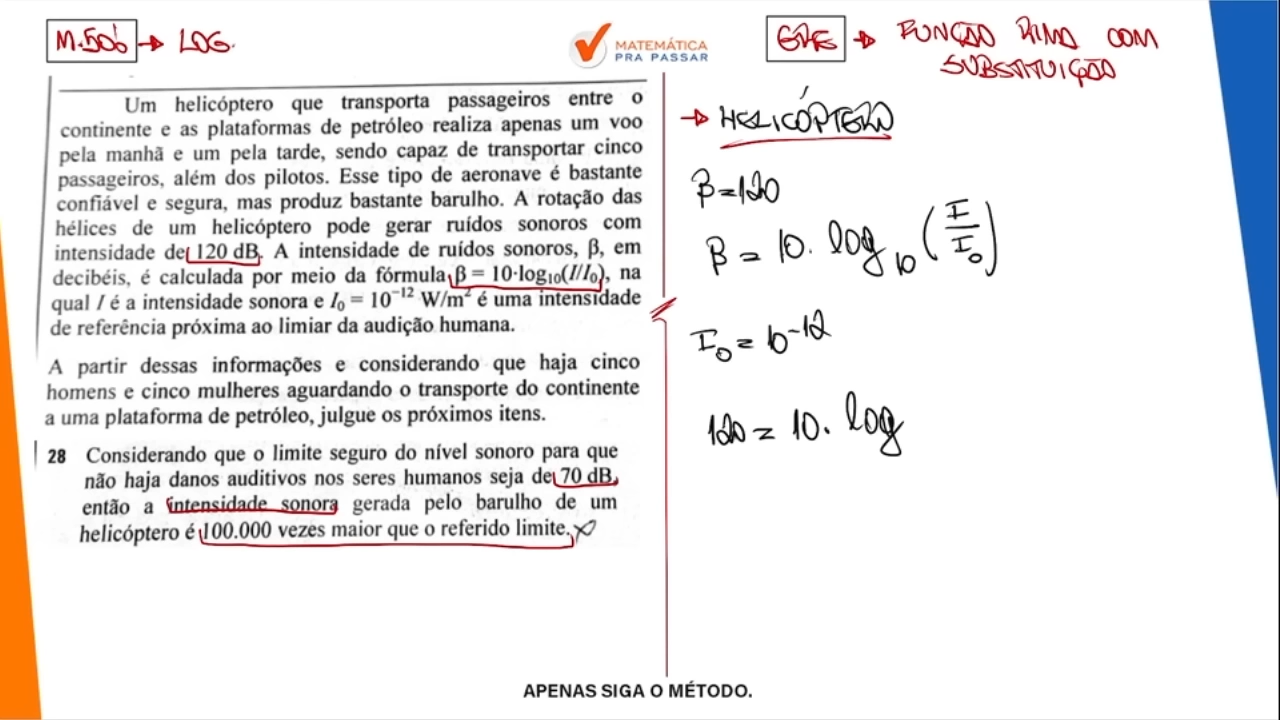 M.50's → LOG.
MATEMÁTICA
PRA PASSAR
→ FUNÇÃO DADA COM
SUBSTITUIÇÃO
Um helicóptero que transporta passageiros entre o
continente e as plataformas de petróleo realiza apenas um voo
pela manhã e um pela tarde, sendo capaz de transportar cinco
passageiros, além dos pilotos. Esse tipo de aeronave é bastante
confiável e segura, mas produz bastante barulho. A rotação das
hélices de um helicóptero pode gerar ruídos sonoros com
intensidade de 120 dB. A intensidade de ruídos sonoros, β, em
decibéis, é calculada por meio da fórmula β = 10·log₁₀(I/I₀), na
qual I é a intensidade sonora e I₀ = 10⁻¹² W/m² é uma intensidade
de referência próxima ao limiar da audição humana.
A partir dessas informações e considerando que haja cinco
homens e cinco mulheres aguardando o transporte do continente
a uma plataforma de petróleo, julgue os próximos itens.
28 Considerando que o limite seguro do nível sonoro para que
não haja danos auditivos nos seres humanos seja de 70 dB,
então a intensidade sonora gerada pelo barulho de um
helicóptero é 100.000 vezes maior que o referido limite.
→ HELICÓPTERO
β=120
β = 10. log₁₀ (I/I₀)
I₀ = 10⁻¹²
120 = 10. log
APENAS SIGA O MÉTODO.